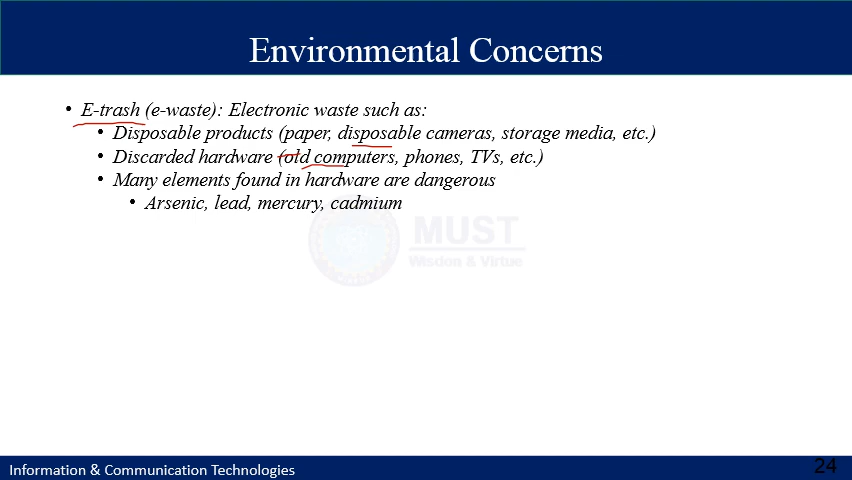 Environmental Concerns
• E-trash (e-waste): Electronic waste such as:
• Disposable products (paper, disposable cameras, storage media, etc.)
• Discarded hardware (old computers, phones, TVs, etc.)
• Many elements found in hardware are dangerous
• Arsenic, lead, mercury, cadmium
MUST
Wisdom & Virtue
Information & Communication Technologies
24